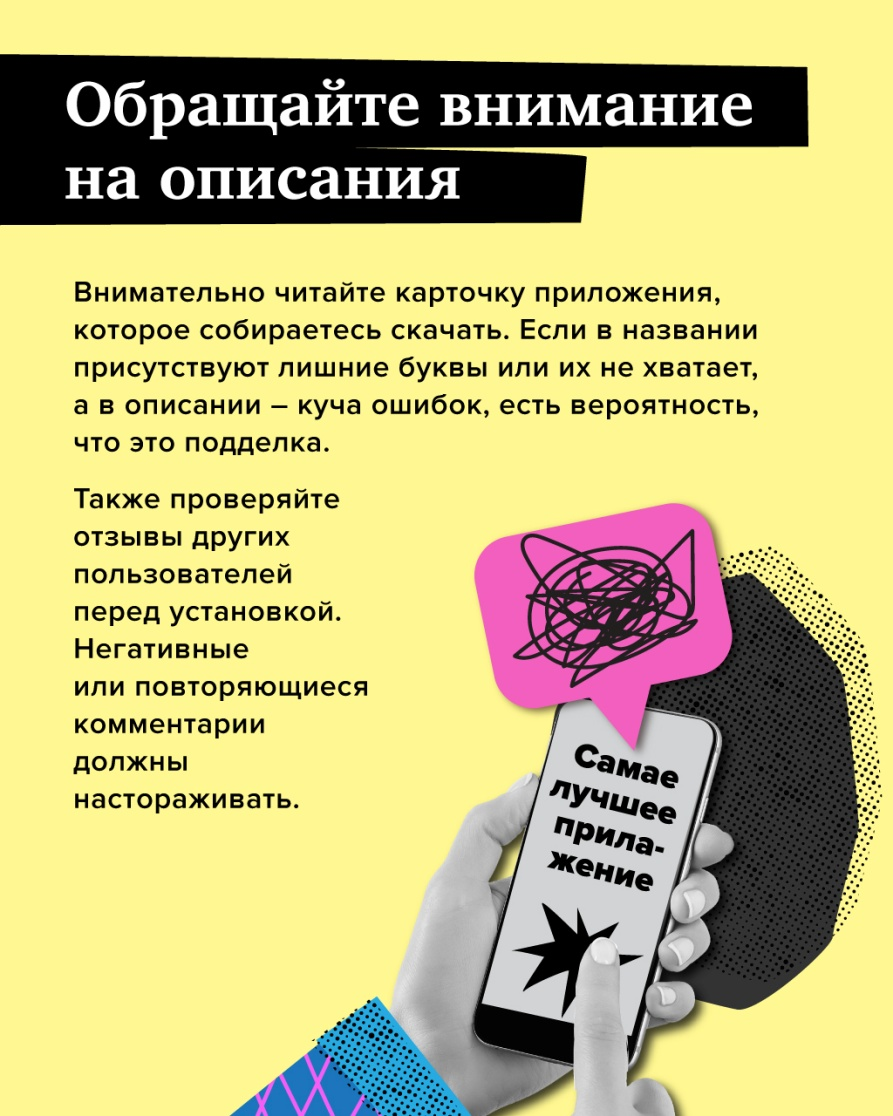 Обращайте внимание
на описания
Внимательно читайте карточку приложения,
которое собираетесь скачать. Если в названии
присутствуют лишние буквы или их не хватает,
а в описании – куча ошибок, есть вероятность,
что это подделка.
Также проверяйте
отзывы других
пользователей
перед установкой.
Негативные
или повторяющиеся
комментарии
должны
настораживать.
Самае
лучшее
прила-
жение